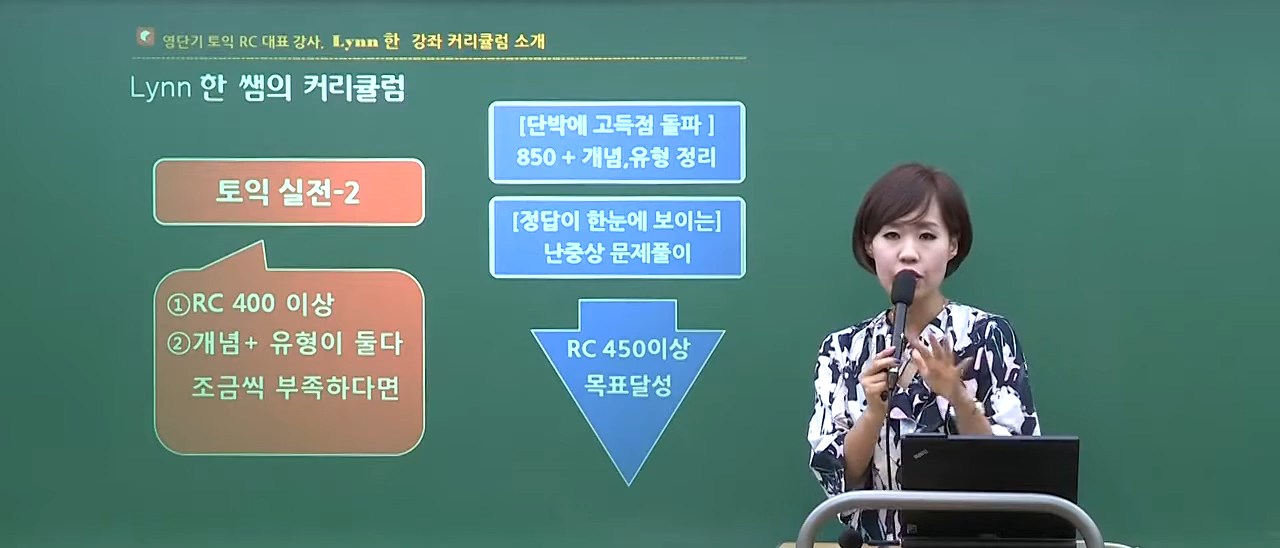 영단기 토익 RC 대표 강사, Lynn 한 강좌 커리큘럼 소개
Lynn 한 쌤의 커리큘럼
토익 실전-2
①RC 400 이상
②개념+ 유형이 둘다
조금씩 부족하다면
[단박에 고득점 돌파 ]
850 + 개념,유형 정리
[정답이 한눈에 보이는]
난중상 문제풀이
RC 450이상
목표달성